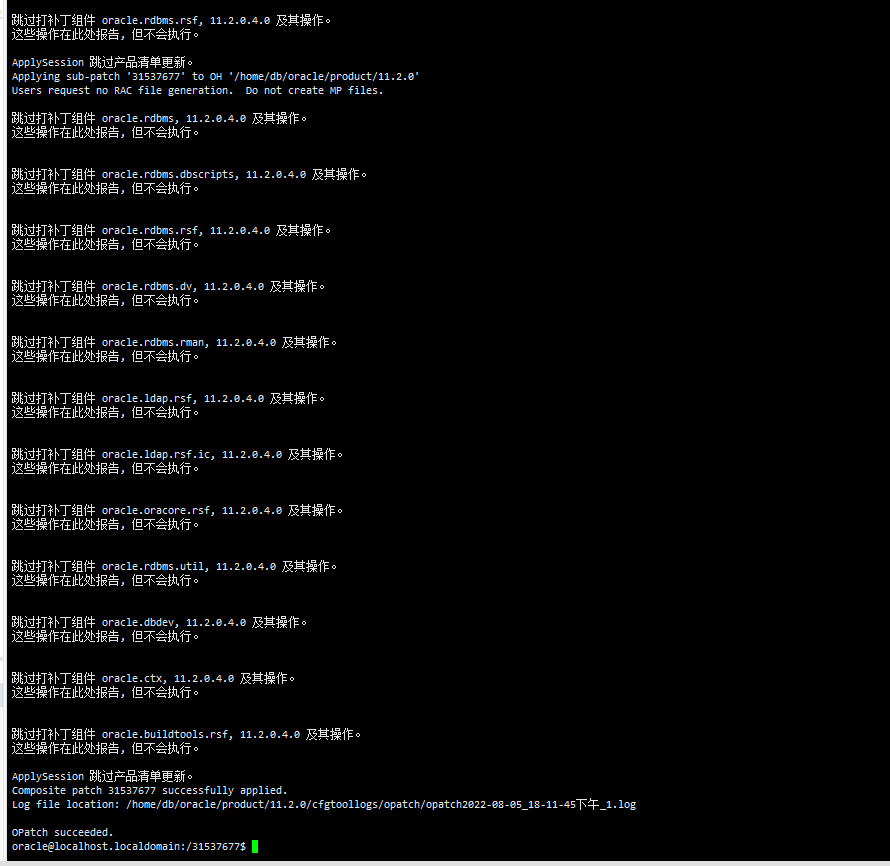 跳过打补丁组件 oracle.rdbms.rsf, 11.2.0.4.0 及其操作。
这些操作在此处报告, 但不会执行。
ApplySession 跳过产品清单更新。
Applying sub-patch '31537677' to OH '/home/db/oracle/product/11.2.0'
Users request no RAC file generation.  Do not create MP files.
跳过打补丁组件 oracle.rdbms, 11.2.0.4.0 及其操作。
这些操作在此处报告, 但不会执行。
跳过打补丁组件 oracle.rdbms.dbscripts, 11.2.0.4.0 及其操作。
这些操作在此处报告, 但不会执行。
跳过打补丁组件 oracle.rdbms.rsf, 11.2.0.4.0 及其操作。
这些操作在此处报告, 但不会执行。
跳过打补丁组件 oracle.rdbms.dv, 11.2.0.4.0 及其操作。
这些操作在此处报告, 但不会执行。
跳过打补丁组件 oracle.rdbms.rman, 11.2.0.4.0 及其操作。
这些操作在此处报告, 但不会执行。
跳过打补丁组件 oracle.ldap.rsf, 11.2.0.4.0 及其操作。
这些操作在此处报告, 但不会执行。
跳过打补丁组件 oracle.ldap.rsf.ic, 11.2.0.4.0 及其操作。
这些操作在此处报告, 但不会执行。
跳过打补丁组件 oracle.oracore.rsf, 11.2.0.4.0 及其操作。
这些操作在此处报告, 但不会执行。
跳过打补丁组件 oracle.rdbms.util, 11.2.0.4.0 及其操作。
这些操作在此处报告, 但不会执行。
跳过打补丁组件 oracle.dbdev, 11.2.0.4.0 及其操作。
这些操作在此处报告, 但不会执行。
跳过打补丁组件 oracle.ctx, 11.2.0.4.0 及其操作。
这些操作在此处报告, 但不会执行。
跳过打补丁组件 oracle.buildtools.rsf, 11.2.0.4.0 及其操作。
这些操作在此处报告, 但不会执行。
ApplySession 跳过产品清单更新。
Composite patch 31537677 successfully applied.
Log file location: /home/db/oracle/product/11.2.0/cfgtoollogs/opatch/opatch2022-08-05_18-11-45下午_1.log
OPatch succeeded.
oracle@localhost.localdomain:/31537677$